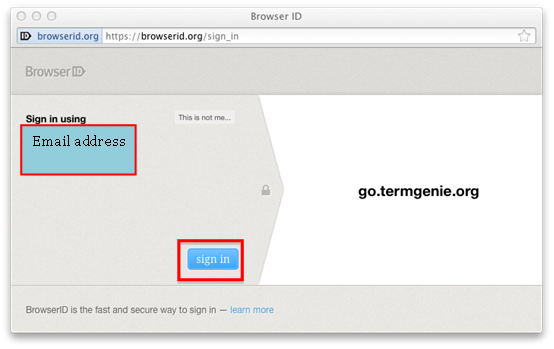 Browser ID
browserid.org https://browserid.org/sign_in
BrowserID
Sign in using
This is not me...
Email address
go.termgenie.org
sign in
BrowserID is the fast and secure way to sign in — learn more